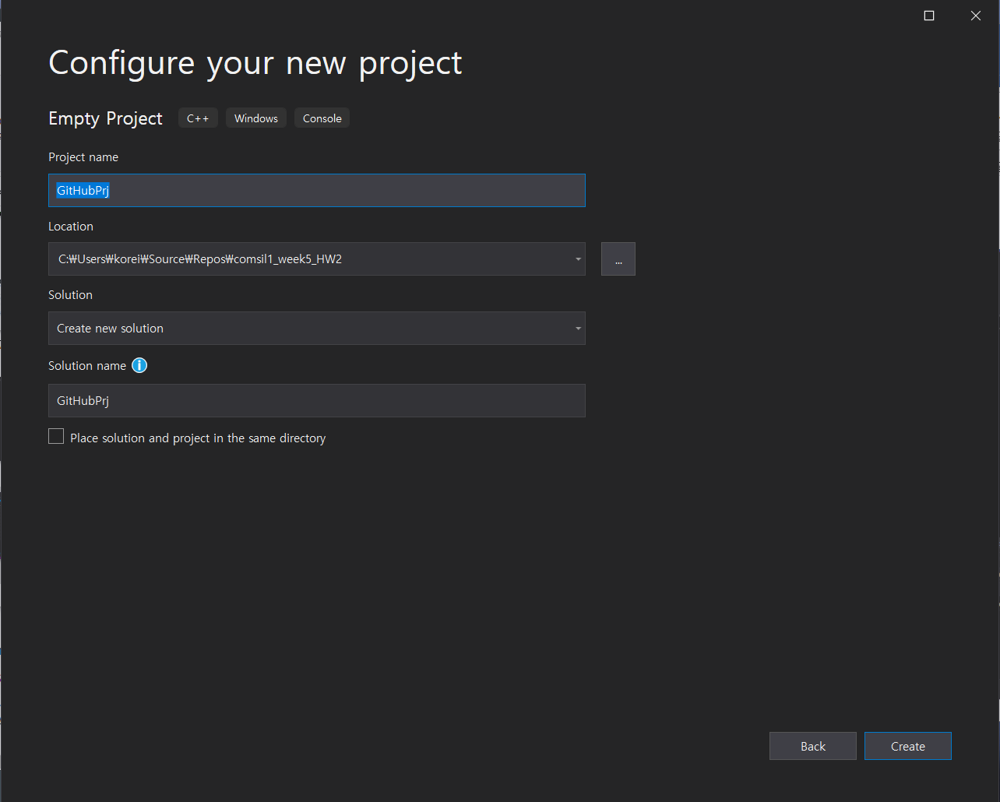 Configure your new project
Empty Project C++ Windows Console
Project name
GitHubPrj
Location
C:₩Users₩korei₩Source₩Repos₩comsil1_week5_HW2
...
Solution
Create new solution
Solution name
GitHubPrj
Place solution and project in the same directory
Back Create